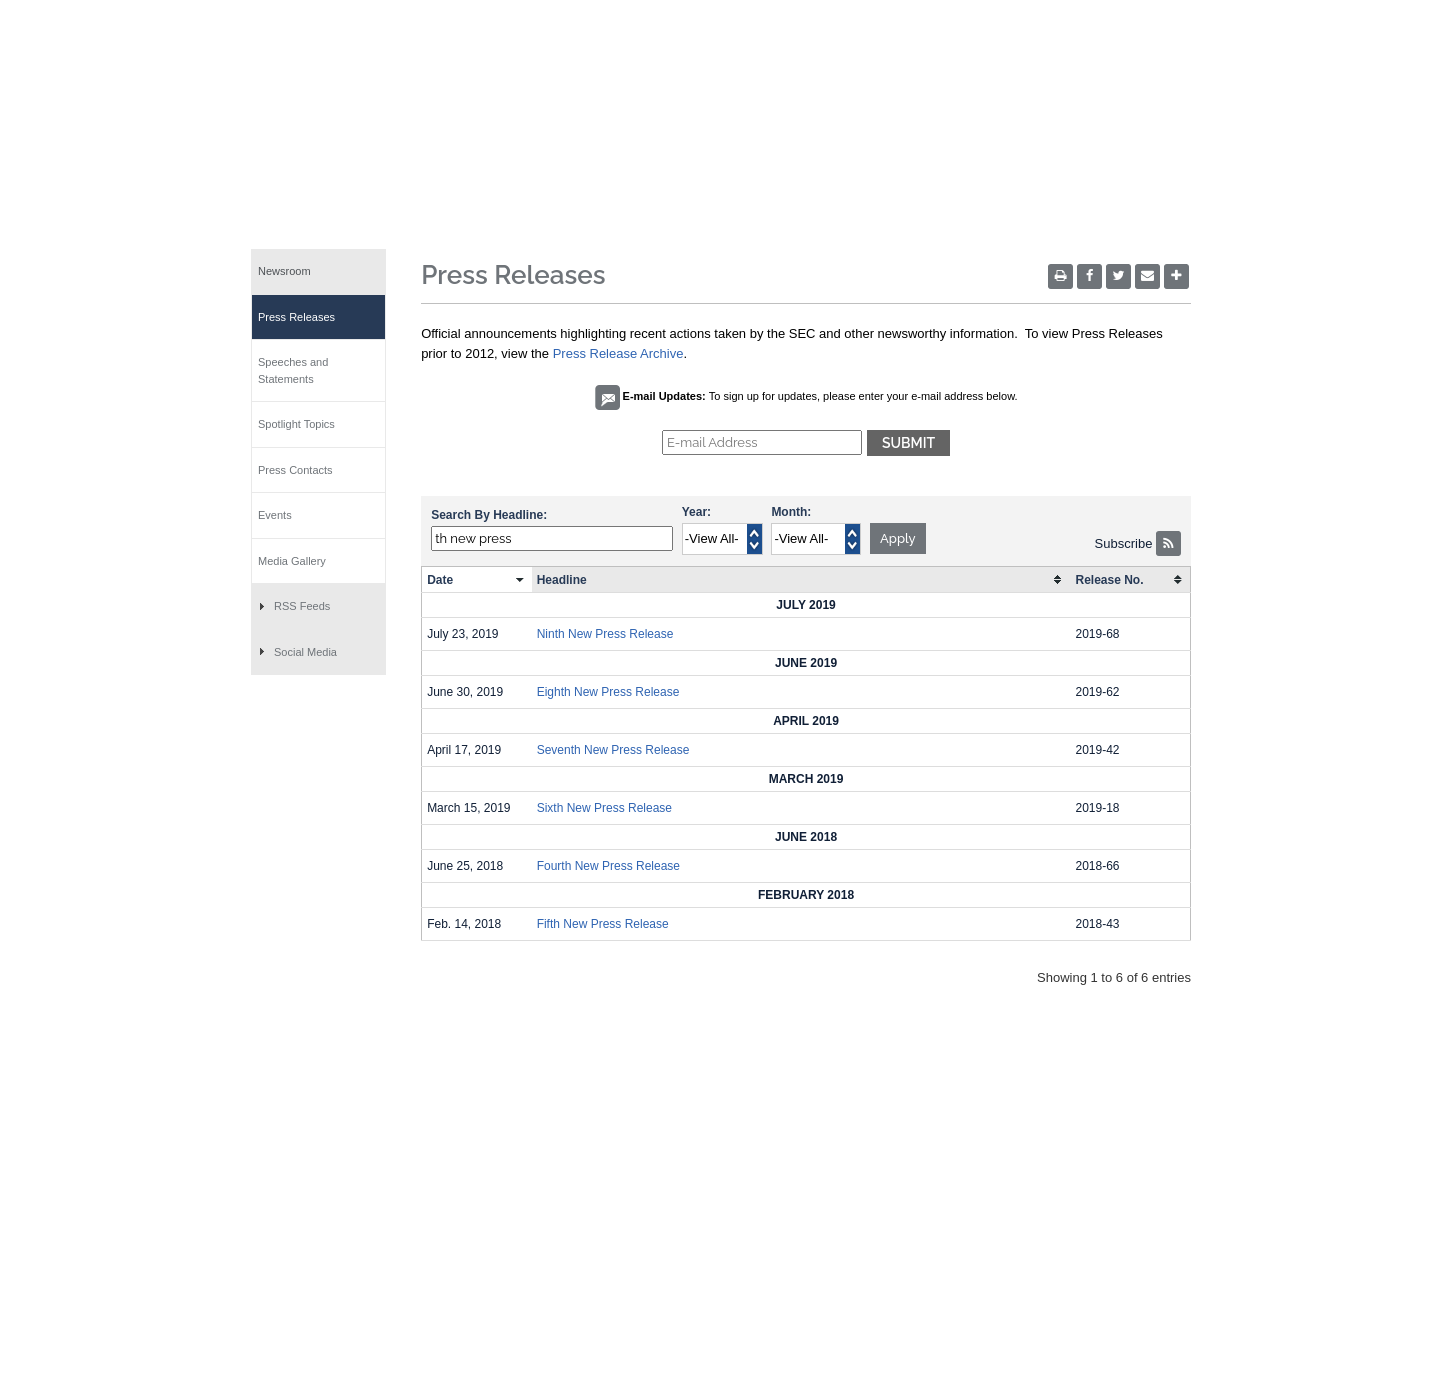 Newsroom
Press Releases
Speeches and
Statements
Spotlight Topics
Press Contacts
Events
Media Gallery
RSS Feeds
Social Media
Press Releases
Official announcements highlighting recent actions taken by the SEC and other newsworthy information.  To view Press Releases
prior to 2012, view the Press Release Archive.
E-mail Updates: To sign up for updates, please enter your e-mail address below.
E-mail Address SUBMIT
Search By Headline: Year: Month:
th new press -View All- -View All- Apply Subscribe
Date Headline Release No.
JULY 2019
July 23, 2019 Ninth New Press Release 2019-68
JUNE 2019
June 30, 2019 Eighth New Press Release 2019-62
APRIL 2019
April 17, 2019 Seventh New Press Release 2019-42
MARCH 2019
March 15, 2019 Sixth New Press Release 2019-18
JUNE 2018
June 25, 2018 Fourth New Press Release 2018-66
FEBRUARY 2018
Feb. 14, 2018 Fifth New Press Release 2018-43
Showing 1 to 6 of 6 entries